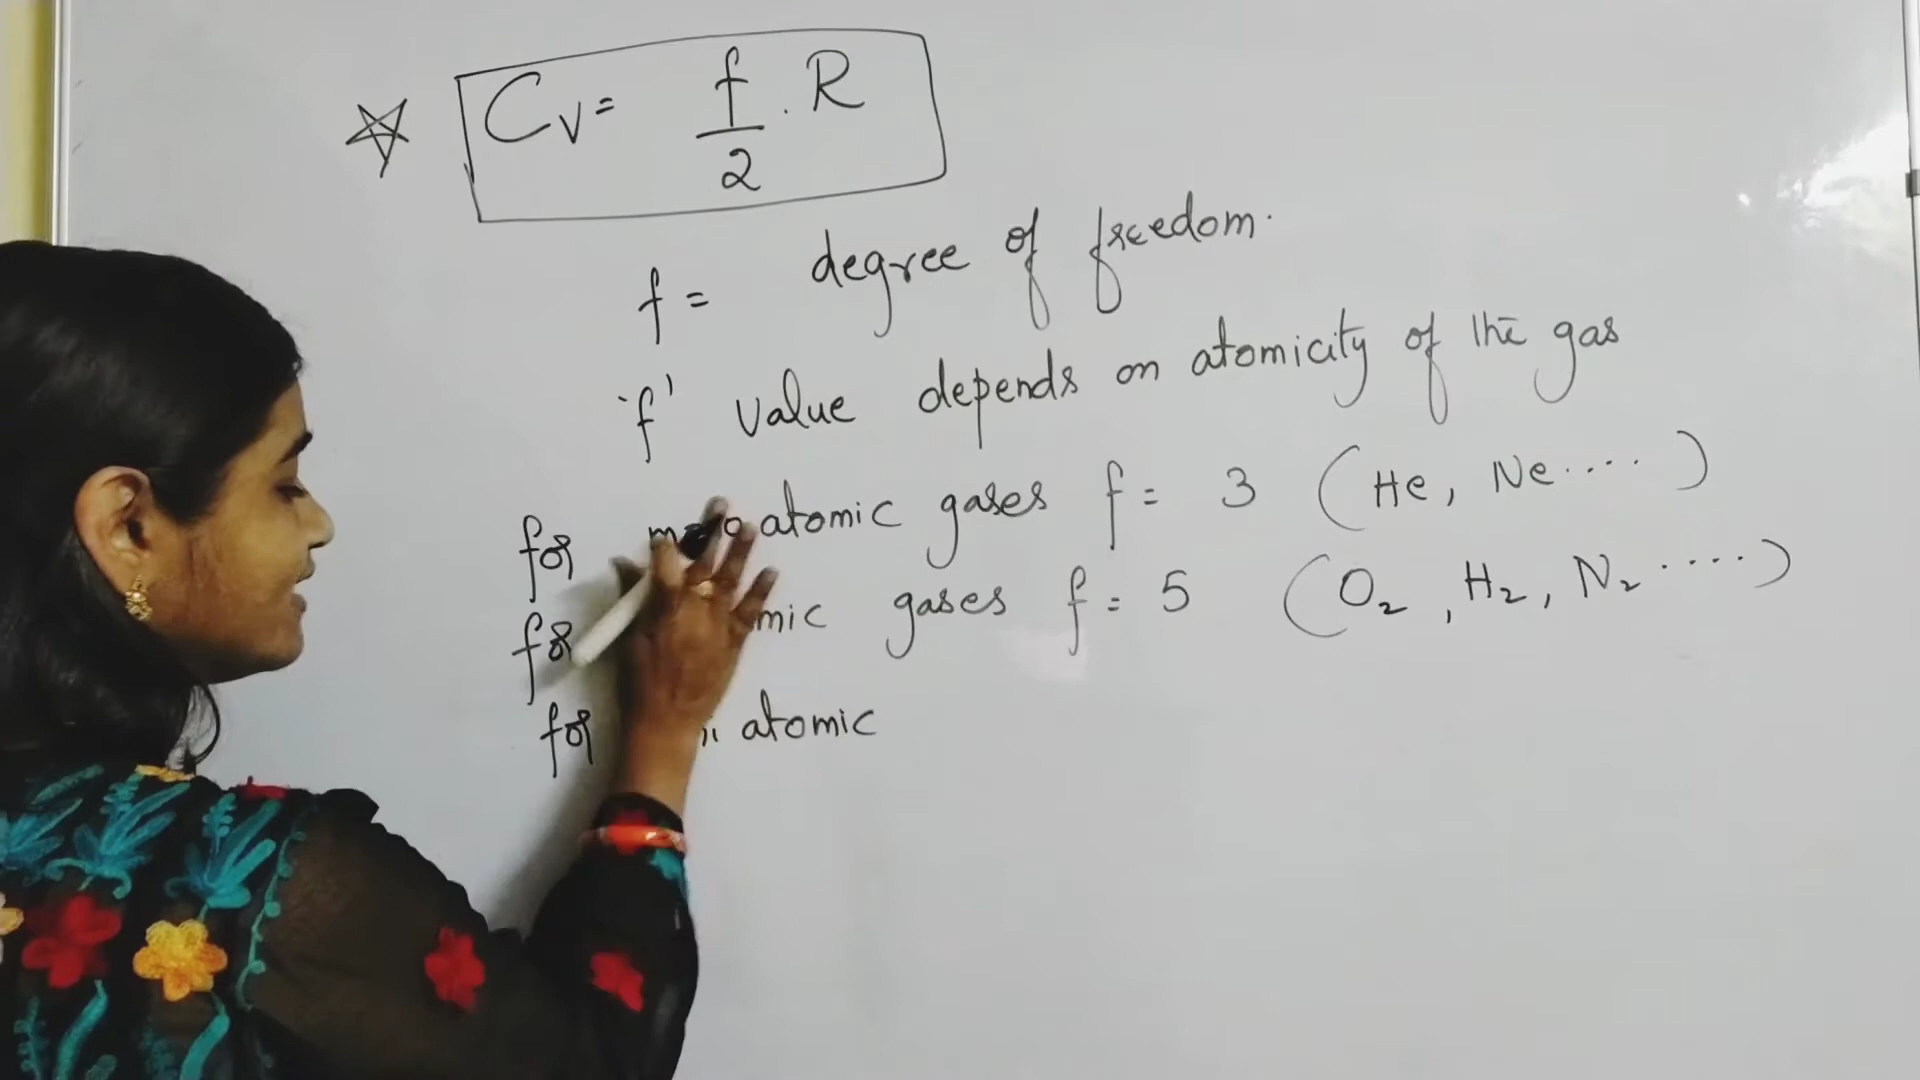 Cv = f/2 . R
f = degree of freedom.
'f' value depends on atomicity of the gas
for atomic gases f = 3 (He, Ne....)
for gases f = 5 (O2, H2, N2.....)
for atomic